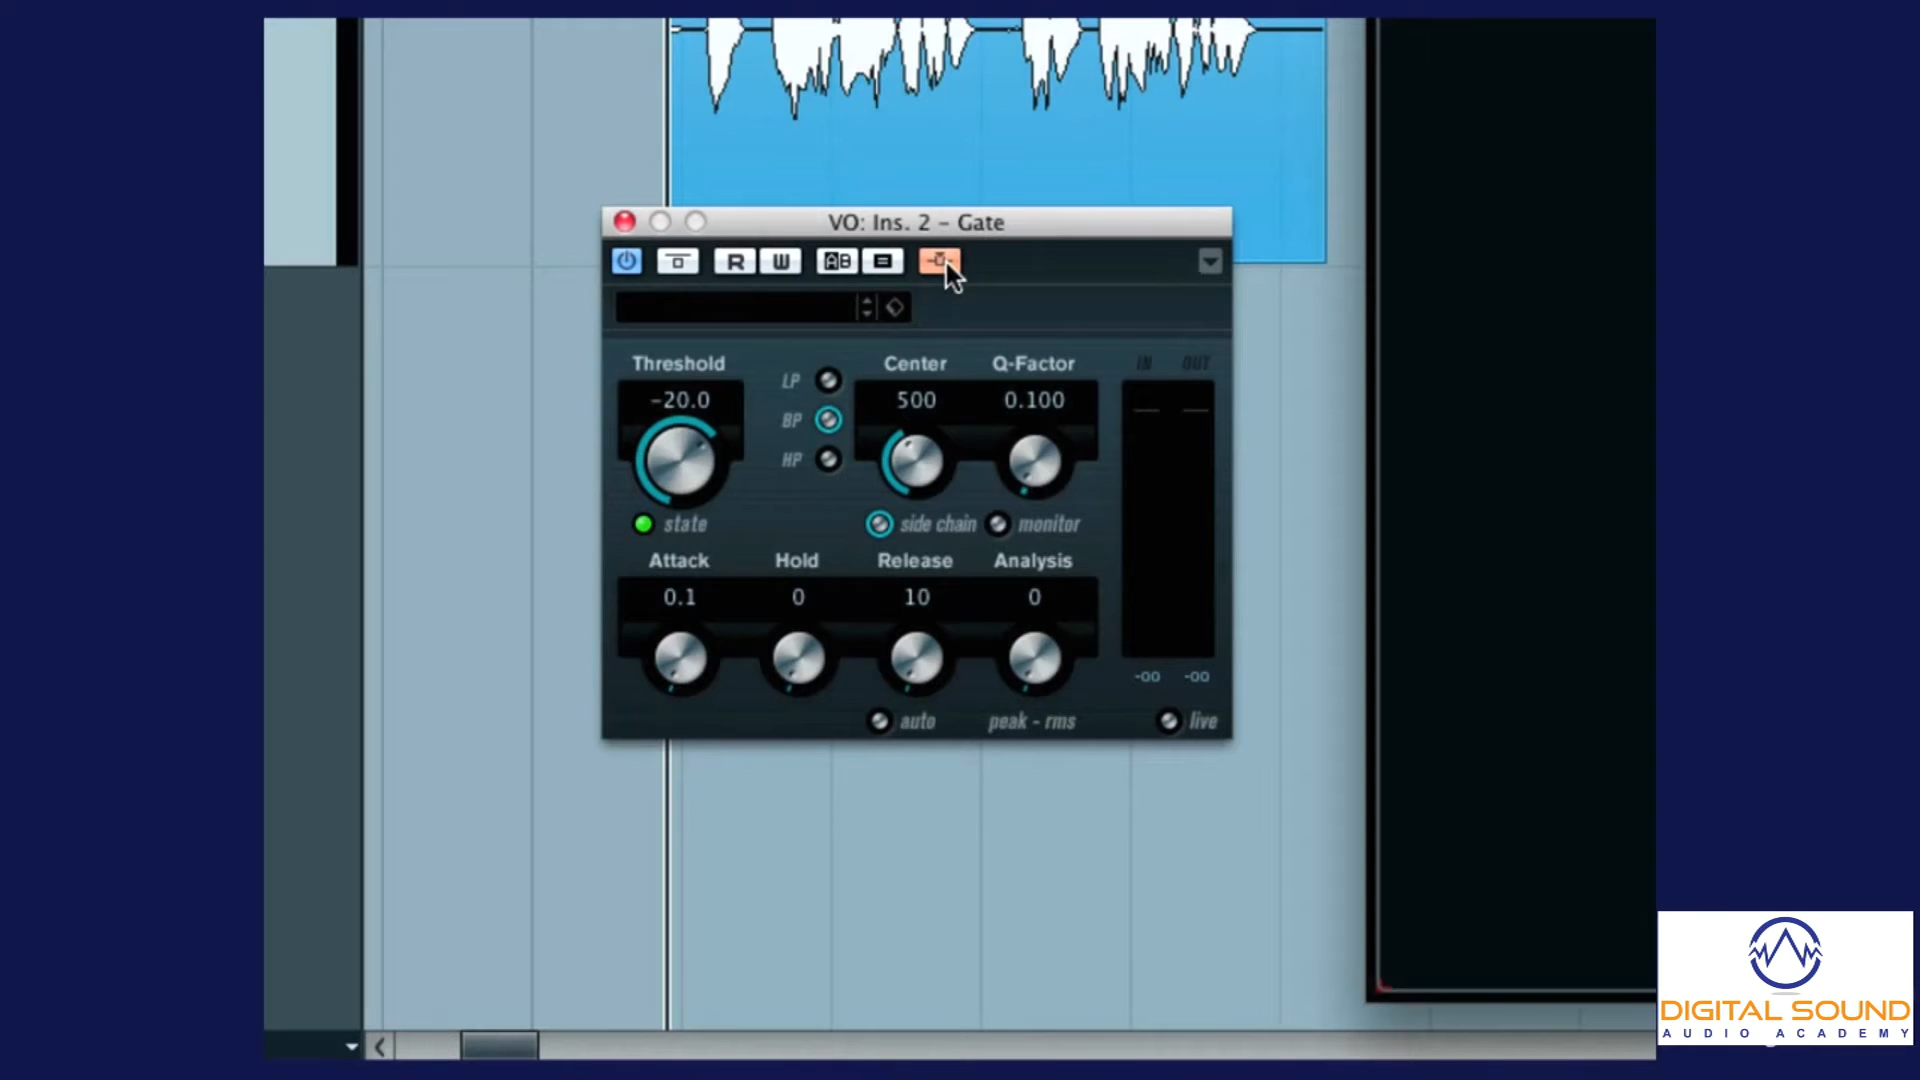 VO: Ins. 2 - Gate
R W AB
Threshold
-20.0
LP
BP
HP
Center Q-Factor
500 0.100
IN OUT
state
side chain monitor
Attack Hold Release Analysis
0.1 0 10 0
-oo -oo
auto peak - rms live
DIGITAL SOUND
AUDIO ACADEMY